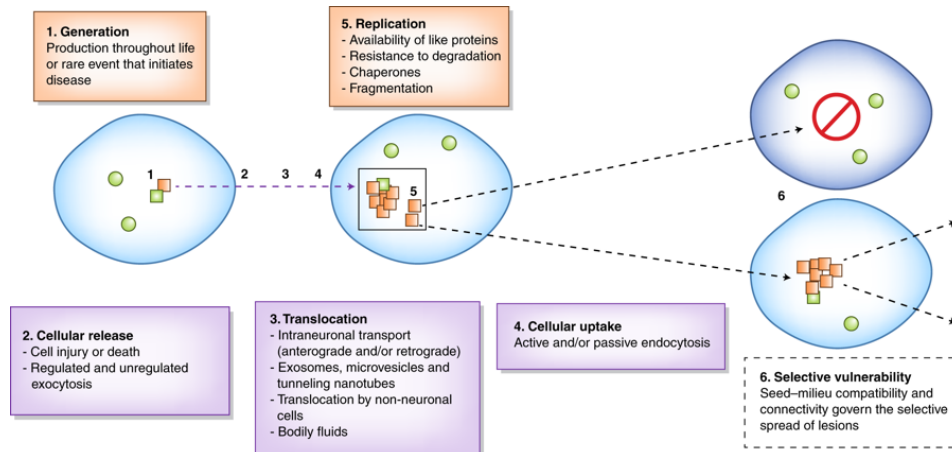 1. Generation
Production throughout life
or rare event that initiates
disease
5. Replication
- Availability of like proteins
- Resistance to degradation
- Chaperones
- Fragmentation
1
2
3
4
5
6
2. Cellular release
- Cell injury or death
- Regulated and unregulated
exocytosis
3. Translocation
- Intraneuronal transport
(anterograde and/or retrograde)
- Exosomes, microvesicles and
tunneling nanotubes
- Translocation by non-neuronal
cells
- Bodily fluids
4. Cellular uptake
Active and/or passive endocytosis
6. Selective vulnerability
Seed–milieu compatibility and
connectivity govern the selective
spread of lesions